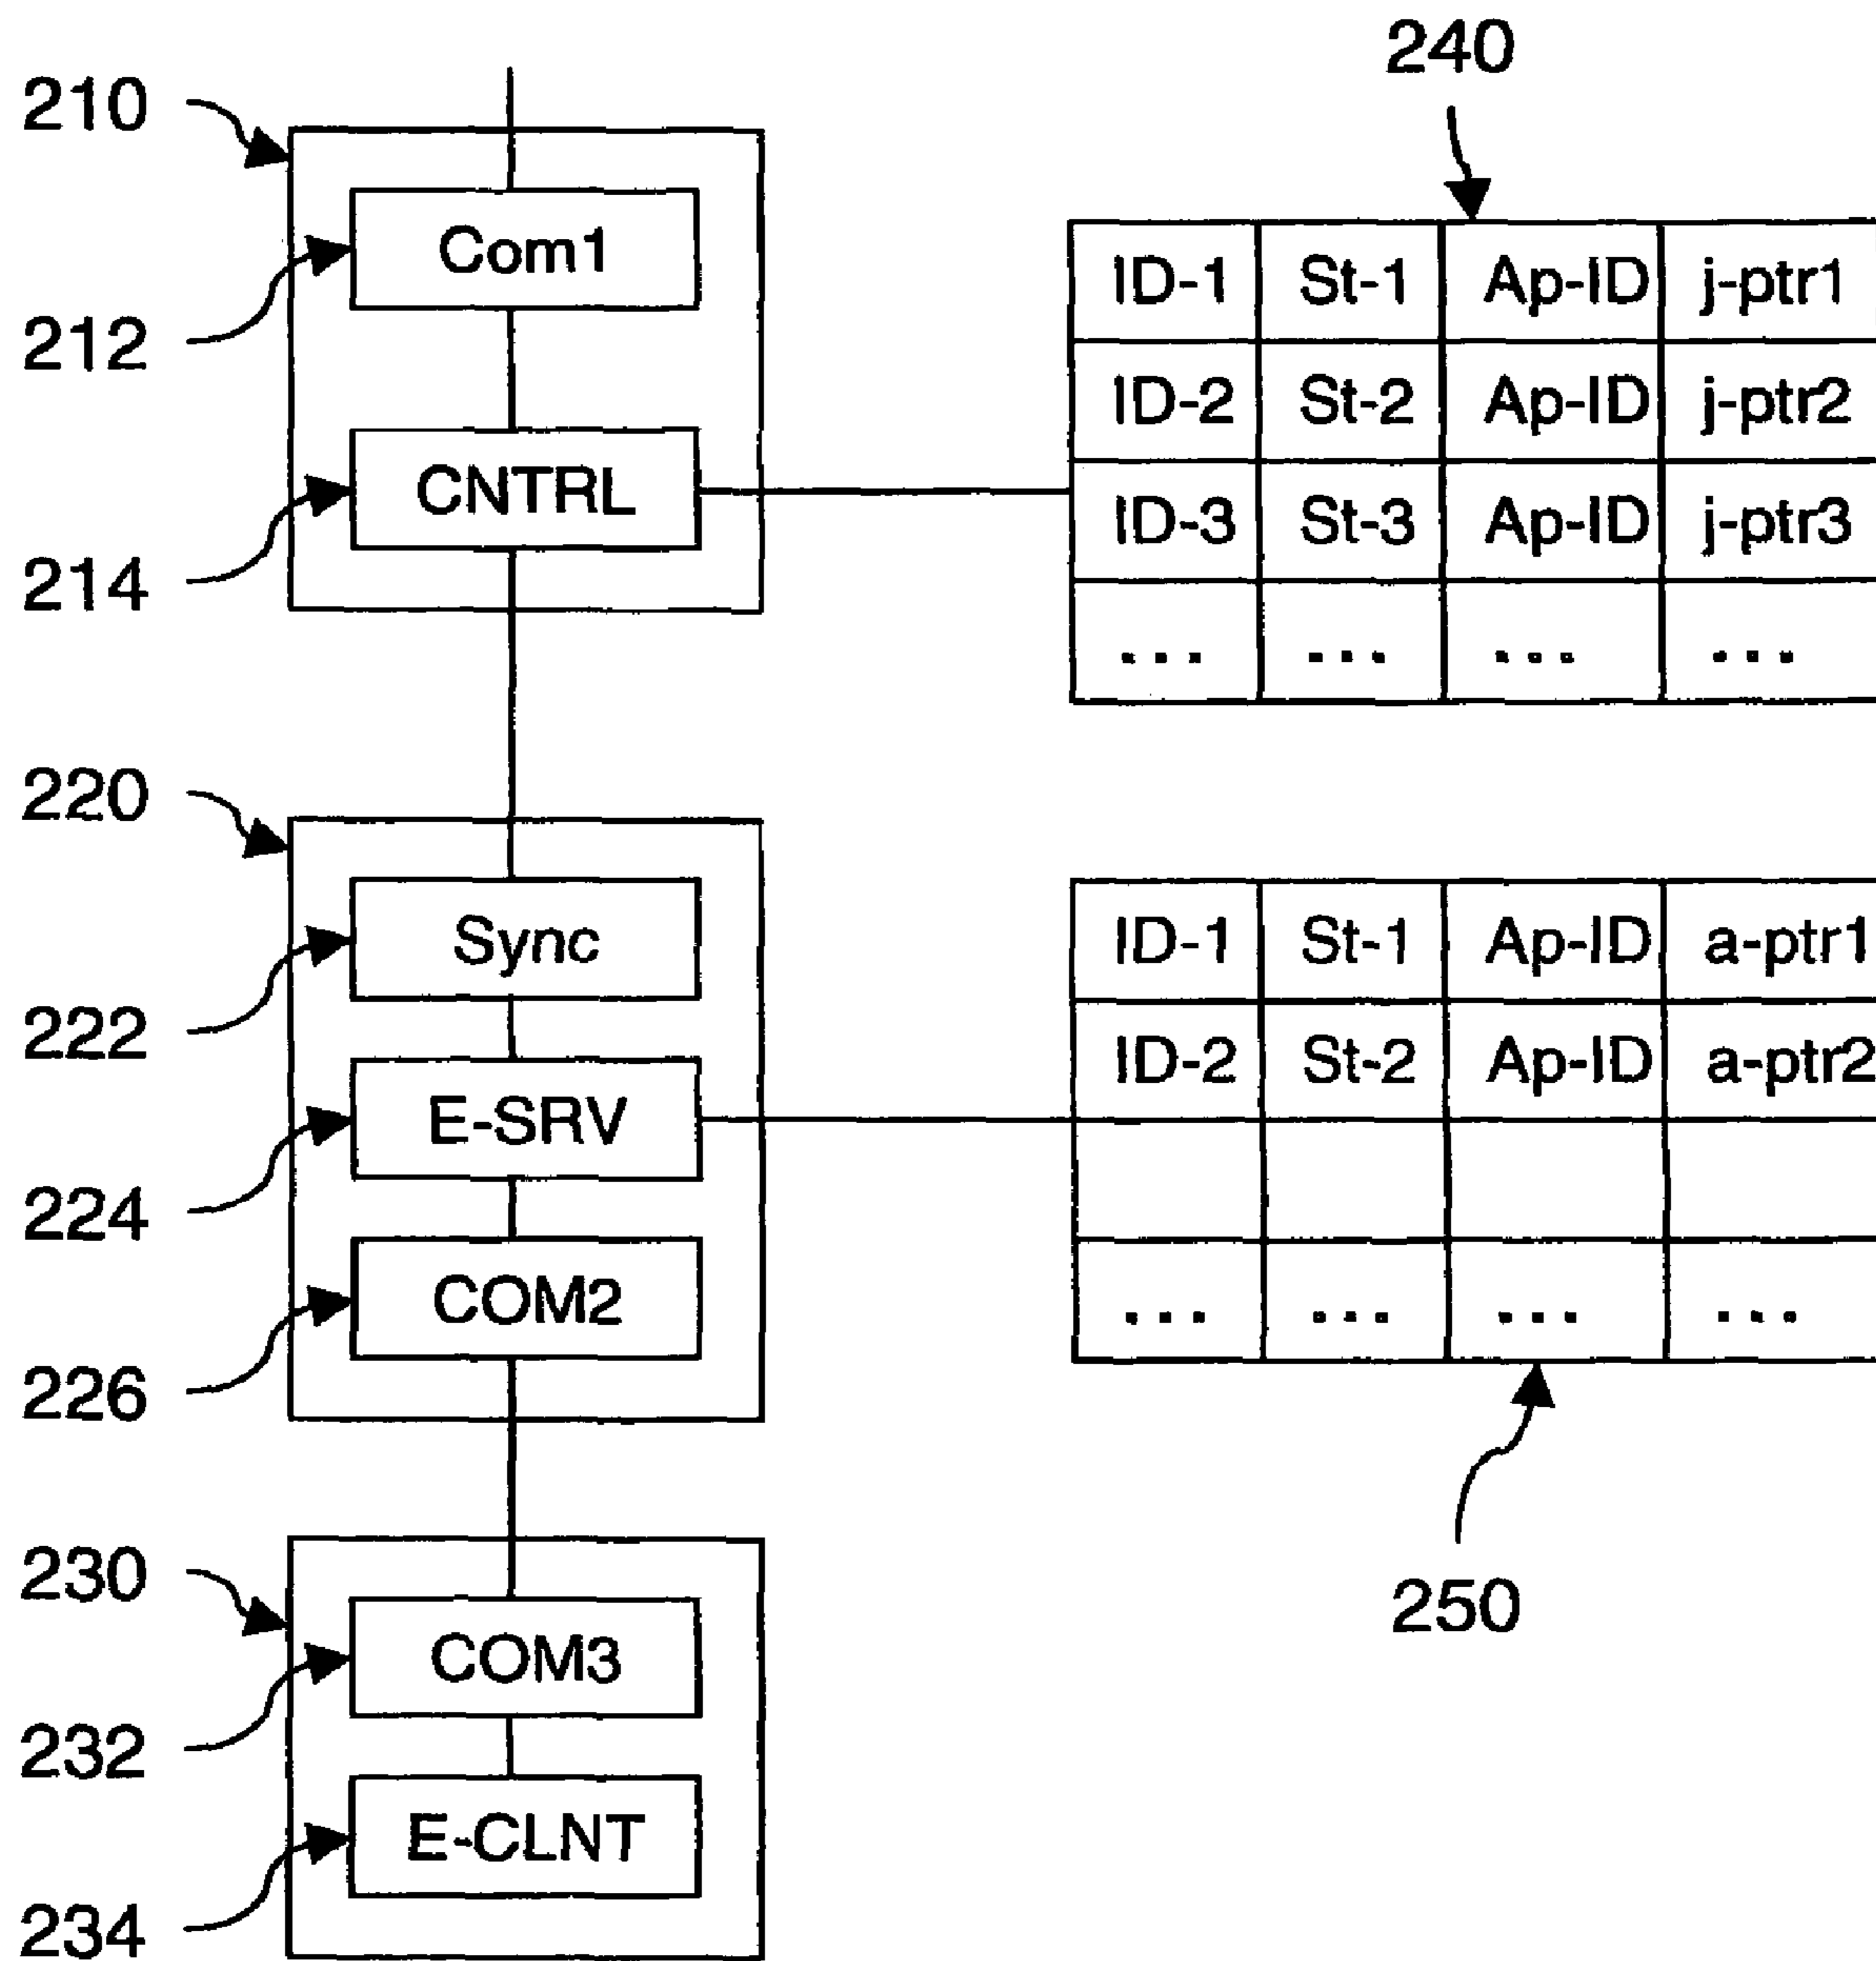 240
210
Com1
212
CNTRL
214
ID-1 St-1 Ap-ID j-ptr1
ID-2 St-2 Ap-ID j-ptr2
ID-3 St-3 Ap-ID j-ptr3
... ... ... ...
220
Sync
222
E-SRV
224
COM2
226
ID-1 St-1 Ap-ID a-ptr1
ID-2 St-2 Ap-ID a-ptr2
... ... ... ...
250
230
COM3
232
E-CLNT
234